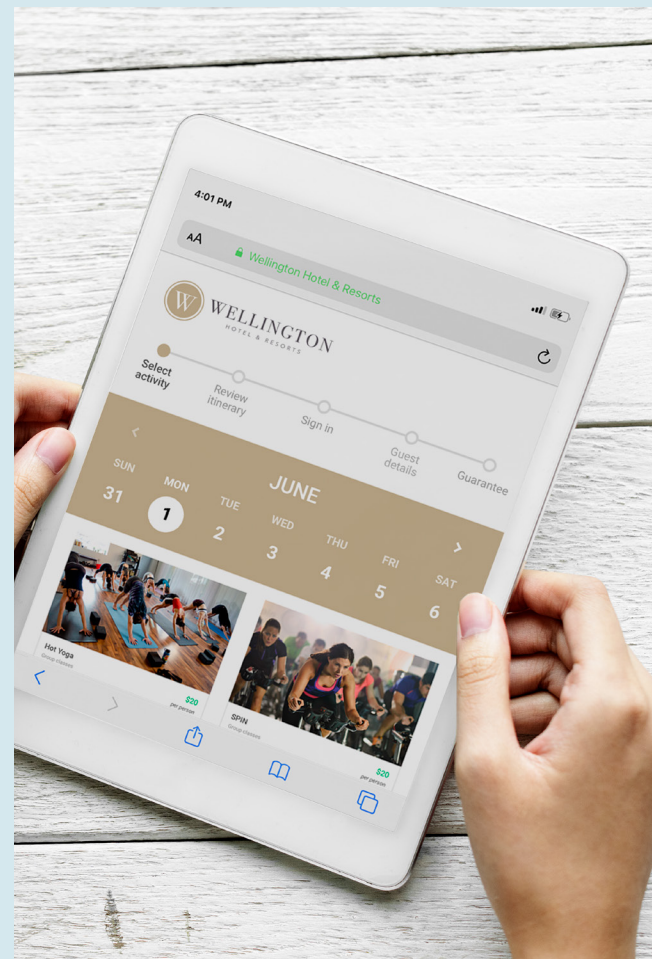 4:01 PM
AA
Wellington Hotel & Resorts
W
WELLINGTON
HOTEL & RESORTS
Select
activity
Review
itinerary
Sign in
Guest
details
Guarantee
JUNE
SUN MON TUE WED THU FRI SAT
31 1 2 3 4 5 6
Hot Yoga
Group classes
$20
per person
SPIN
Group classes
$20
per person